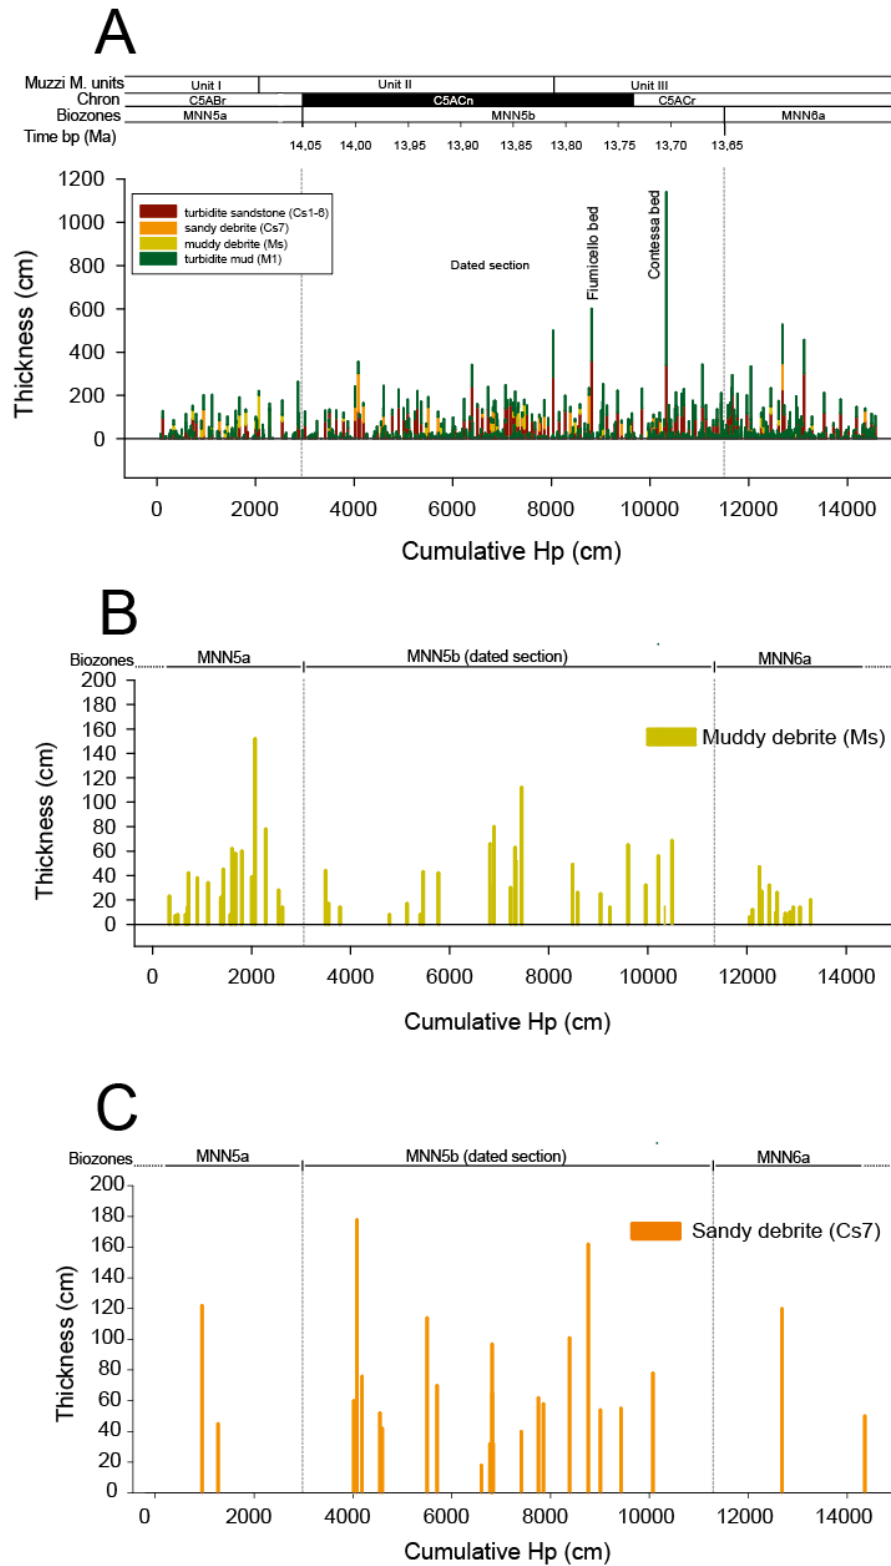 A
Muzzi M. units Unit I Unit II Unit III
Chron C5ABr C5ACn C5ACr
Biozones MNN5a MNN5b MNN6a
Time bp (Ma) 14,05 14,00 13,95 13,90 13,85 13,80 13,75 13,70 13,65
Thickness (cm)
1200
1000
800
600
400
200
0
turbidite sandstone (Cs1-6)
sandy debrite (Cs7)
muddy debrite (Ms)
turbidite mud (M1)
Dated section
Fiumicello bed
Contessa bed
0 2000 4000 6000 8000 10000 12000 14000
Cumulative Hp (cm)
B
Biozones MNN5a MNN5b (dated section) MNN6a
Thickness (cm)
200
180
160
140
120
100
80
60
40
20
0
Muddy debrite (Ms)
0 2000 4000 6000 8000 10000 12000 14000
Cumulative Hp (cm)
C
Biozones MNN5a MNN5b (dated section) MNN6a
Thickness (cm)
200
180
160
140
120
100
80
60
40
20
0
Sandy debrite (Cs7)
0 2000 4000 6000 8000 10000 12000 14000
Cumulative Hp (cm)